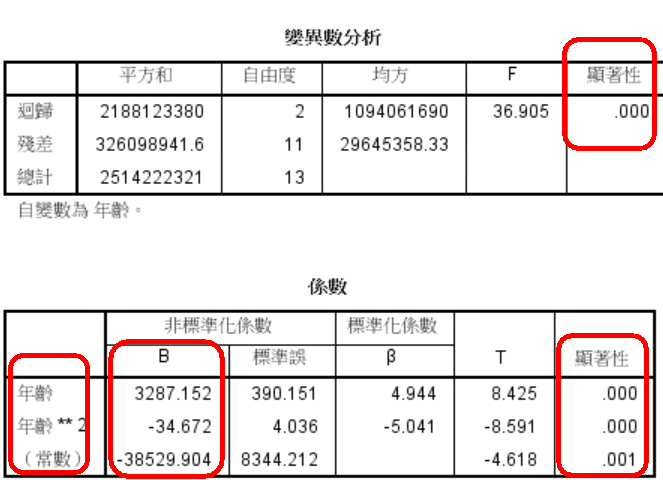 變異數分析
平方和 自由度 均方 F 顯著性
迴歸 2188123380 2 1094061690 36.905 .000
殘差 326098941.6 11 29645358.33
總計 2514222321 13
自變數為 年齡。
係數
非標準化係數 標準化係數
B 標準誤 β T 顯著性
年齡 3287.152 390.151 4.944 8.425 .000
年齡 ** 2 -34.672 4.036 -5.041 -8.591 .000
（常數） -38529.904 8344.212 -4.618 .001